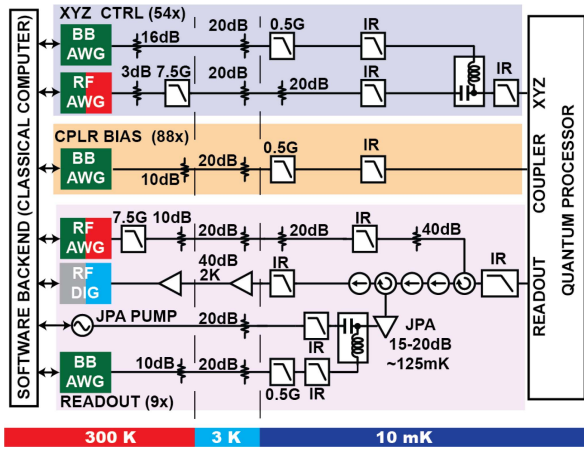 SOFTWARE BACKEND (CLASSICAL COMPUTER)
XYZ CTRL (54x)
BB
AWG
16dB
20dB
0.5G
IR
RF
AWG
3dB
7.5G
20dB
20dB
IR
IR
XYZ
CPLR BIAS (88x)
BB
AWG
10dB
20dB
0.5G
IR
COUPLER
QUANTUM PROCESSOR
RF
AWG
7.5G
10dB
20dB
20dB
IR
40dB
RF
DIG
40dB
2K
IR
IR
READOUT
JPA PUMP
20dB
IR
JPA
15-20dB
~125mK
BB
AWG
10dB
20dB
0.5G
IR
READOUT (9x)
300 K
3 K
10 mK